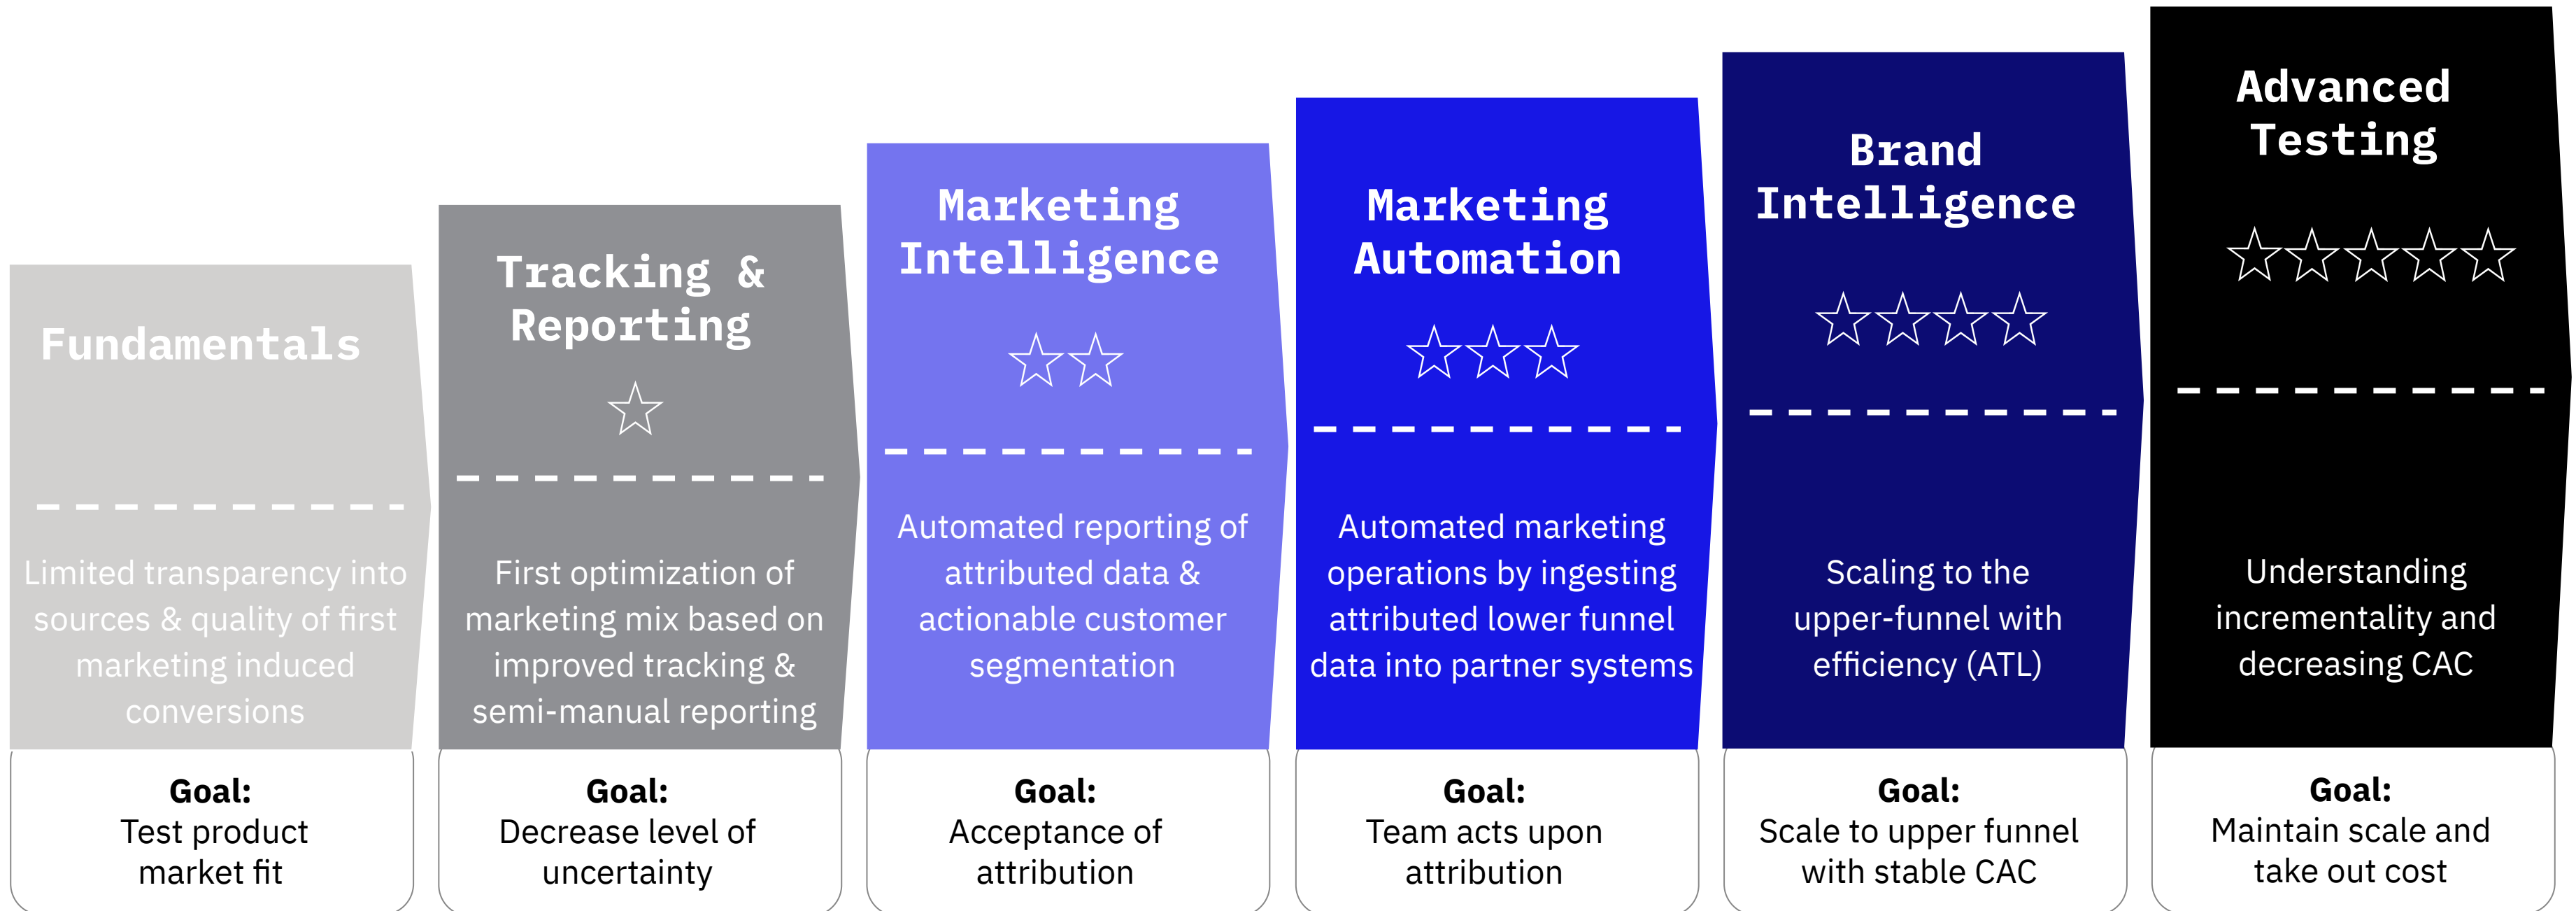 Fundamentals
Limited transparency into
sources & quality of first
marketing induced
conversions
Goal:
Test product
market fit
Tracking &
Reporting
First optimization of
marketing mix based on
improved tracking &
semi-manual reporting
Goal:
Decrease level of
uncertainty
Marketing
Intelligence
Automated reporting of
attributed data &
actionable customer
segmentation
Goal:
Acceptance of
attribution
Marketing
Automation
Automated marketing
operations by ingesting
attributed lower funnel
data into partner systems
Goal:
Team acts upon
attribution
Brand
Intelligence
Scaling to the
upper-funnel with
efficiency (ATL)
Goal:
Scale to upper funnel
with stable CAC
Advanced
Testing
Understanding
incrementality and
decreasing CAC
Goal:
Maintain scale and
take out cost